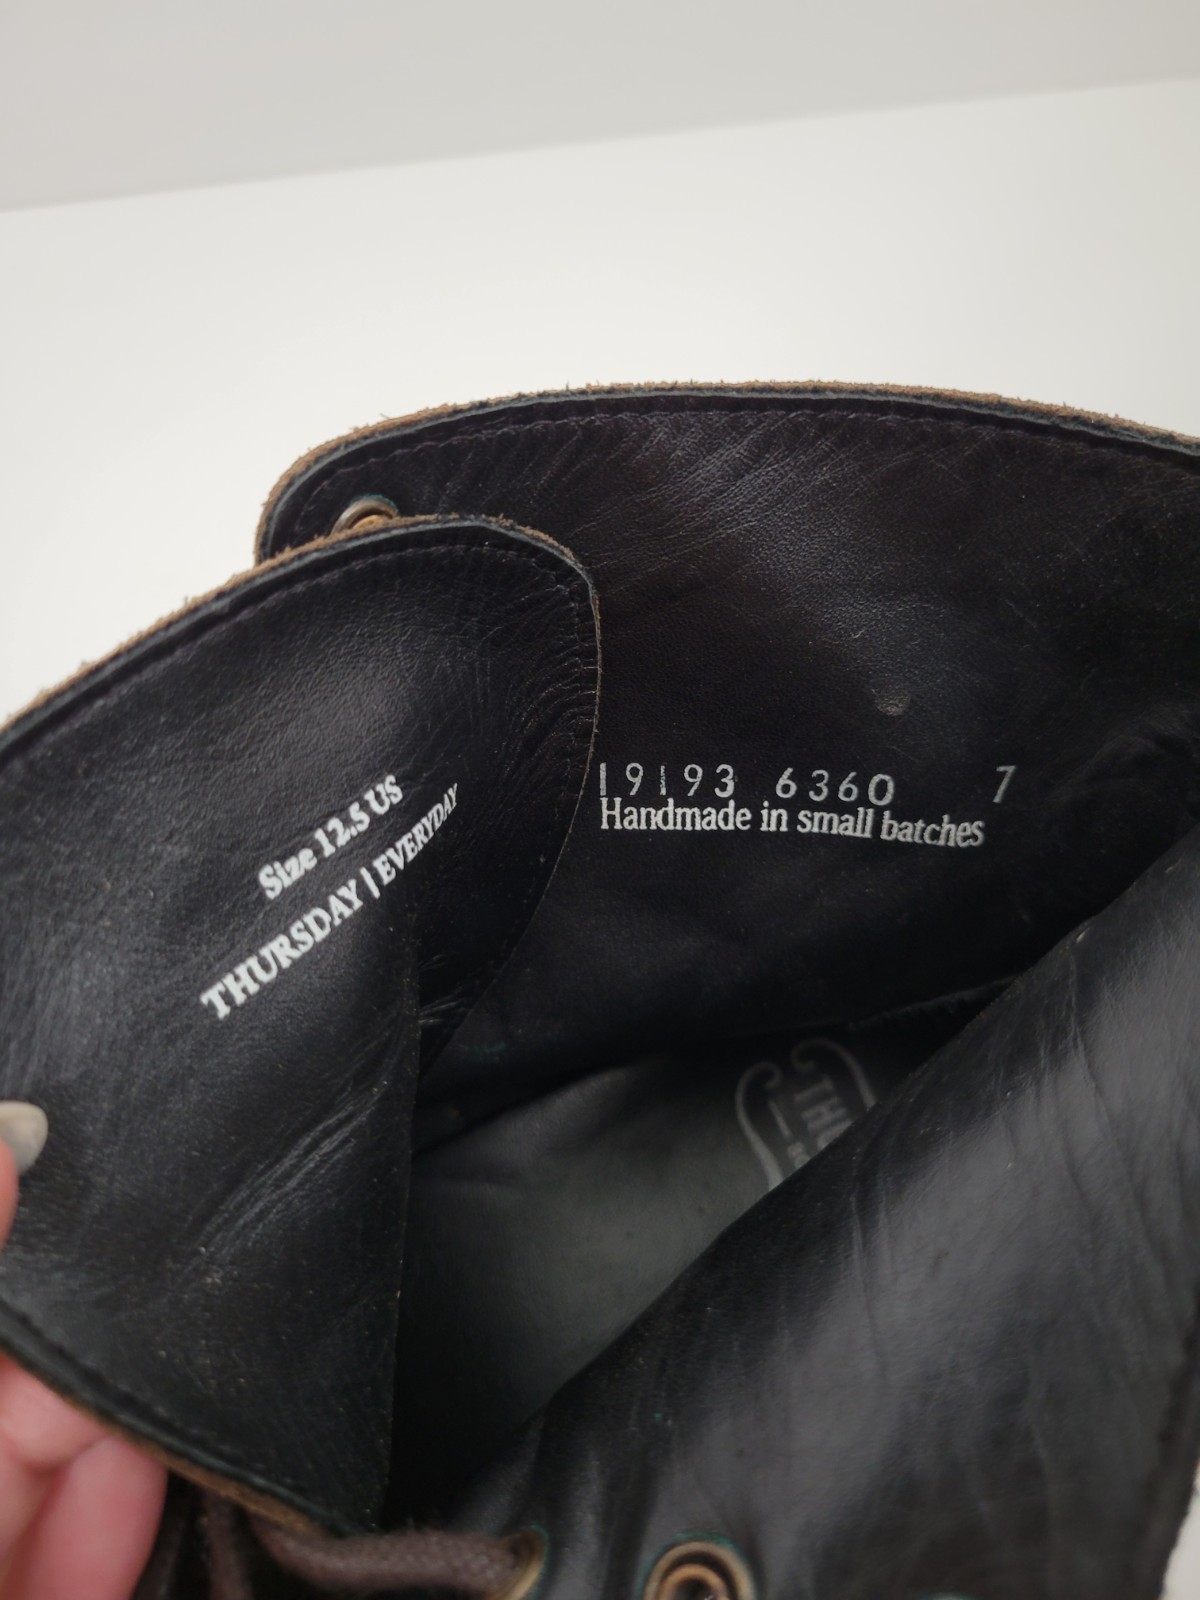 Size 12.5 US
THURSDAY | EVERYDAY
19193 6360 7
Handmade in small batches